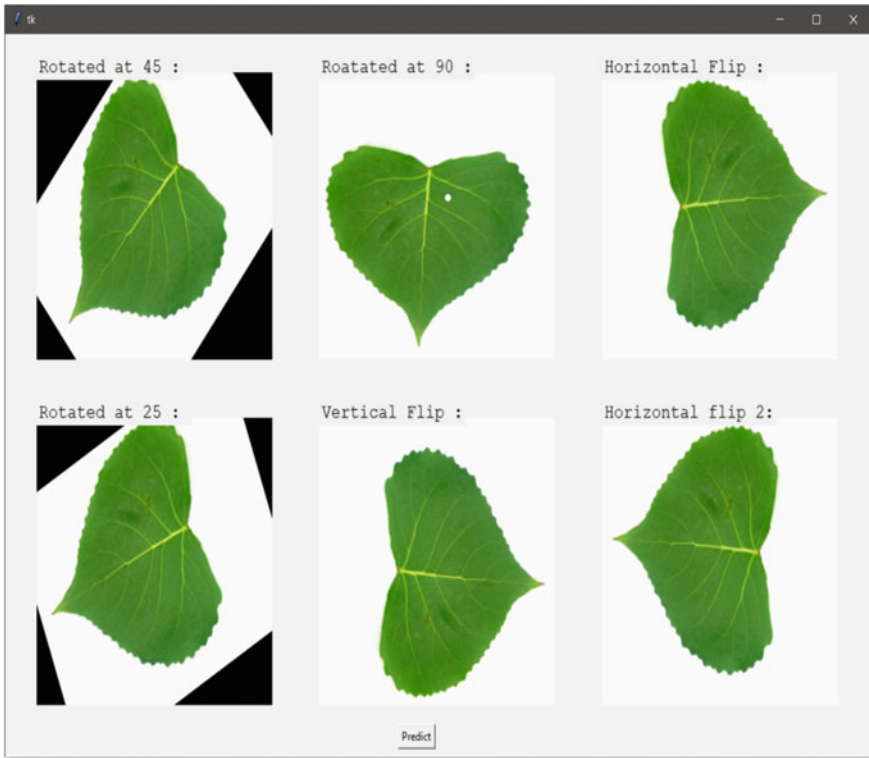 tk
Rotated at 45 :
Roatated at 90 :
Horizontal Flip :
Rotated at 25 :
Vertical Flip :
Horizontal flip 2:
Predict